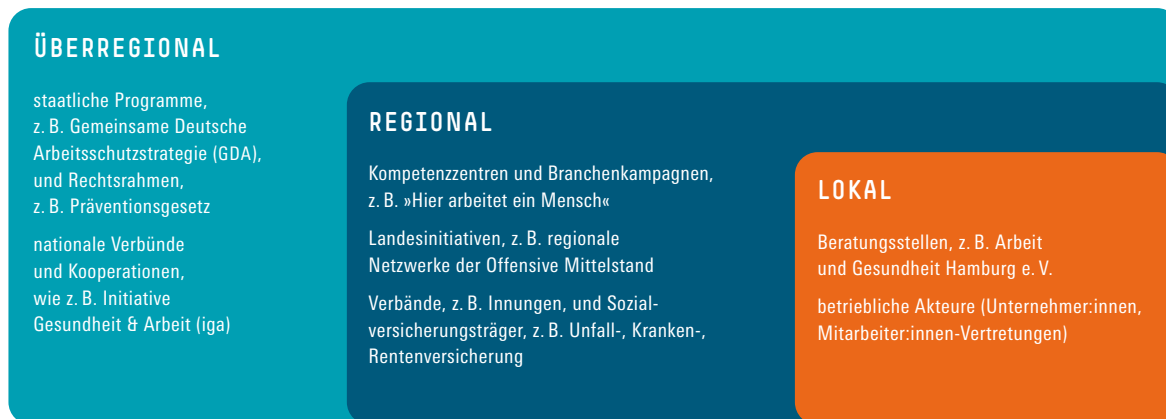 ÜBERREGIONAL
staatliche Programme,
z. B. Gemeinsame Deutsche
Arbeitsschutzstrategie (GDA),
und Rechtsrahmen,
z. B. Präventionsgesetz
nationale Verbünde
und Kooperationen,
wie z. B. Initiative
Gesundheit & Arbeit (iga)
REGIONAL
Kompetenzzentren und Branchenkampagnen,
z. B. »Hier arbeitet ein Mensch«
Landesinitiativen, z. B. regionale
Netzwerke der Offensive Mittelstand
Verbände, z. B. Innungen, und Sozial-
versicherungsträger, z. B. Unfall-, Kranken-,
Rentenversicherung
LOKAL
Beratungsstellen, z. B. Arbeit
und Gesundheit Hamburg e. V.
betriebliche Akteure (Unternehmer:innen,
Mitarbeiter:innen-Vertretungen)